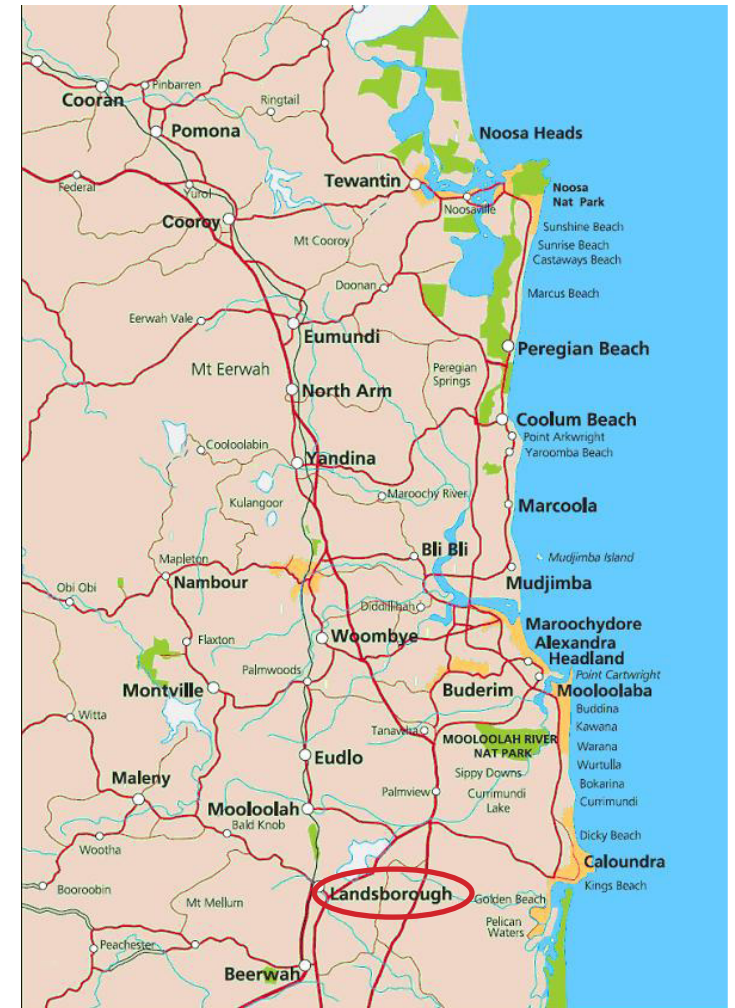 Pinbarren
Cooran
Ringtail
Pomona
Noosa Heads
Tewantin
Federal
Yurol
Noosa
Nat Park
Noosaville
Cooroy
Sunshine Beach
Mt Cooroy
Sunrise Beach
Castaways Beach
Doonan
Marcus Beach
Eerwah Vale
Eumundi
Peregian Beach
Mt Eerwah
Peregian
Springs
North Arm
Coolum Beach
Point Arkwright
Cooloolabin
Yaroomba Beach
Yandina
Maroochy River
Kulangoor
Marcoola
Bli Bli
Mudjimba Island
Mapleton
Nambour
Mudjimba
Obi Obi
Diddillibah
Maroochydore
Woombye
Flaxton
Alexandra
Headland
Palmwoods
Point Cartwright
Montville
Buderim
Mooloolaba
Buddina
Witta
Kawana
Tanawha
MOOLOOLAH RIVER
NAT PARK
Warana
Eudlo
Wurtulla
Sippy Downs
Maleny
Bokarina
Palmview
Currimundi
Lake
Currimundi
Mooloolah
Bald Knob
Dicky Beach
Wootha
Caloundra
Booroobin
Kings Beach
Landsborough
Golden Beach
Mt Mellum
Pelican
Waters
Peachester
Beerwah